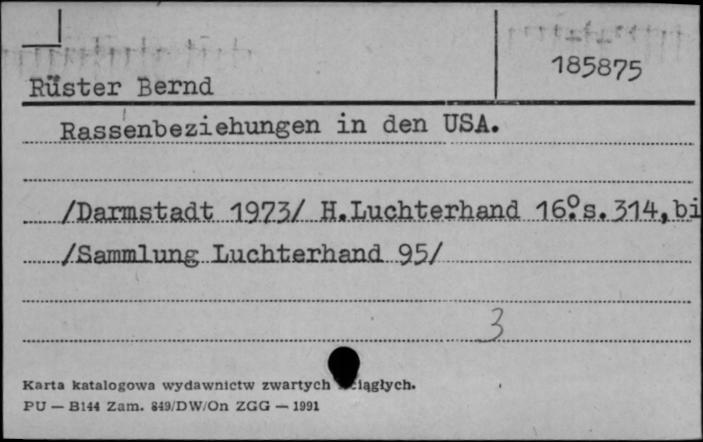 185875
Rüster Bernd
Rassenbeziehungen in den USA.
/Darmstadt 1973/ H.Luchterhand 16°.s.314,bi
/Sammlung Luchterhand 95/
3
Karta katalogowa wydawnictw zwartych ciągłych.
PU — B144 Zam. 849/DW/On ZGG — 1991